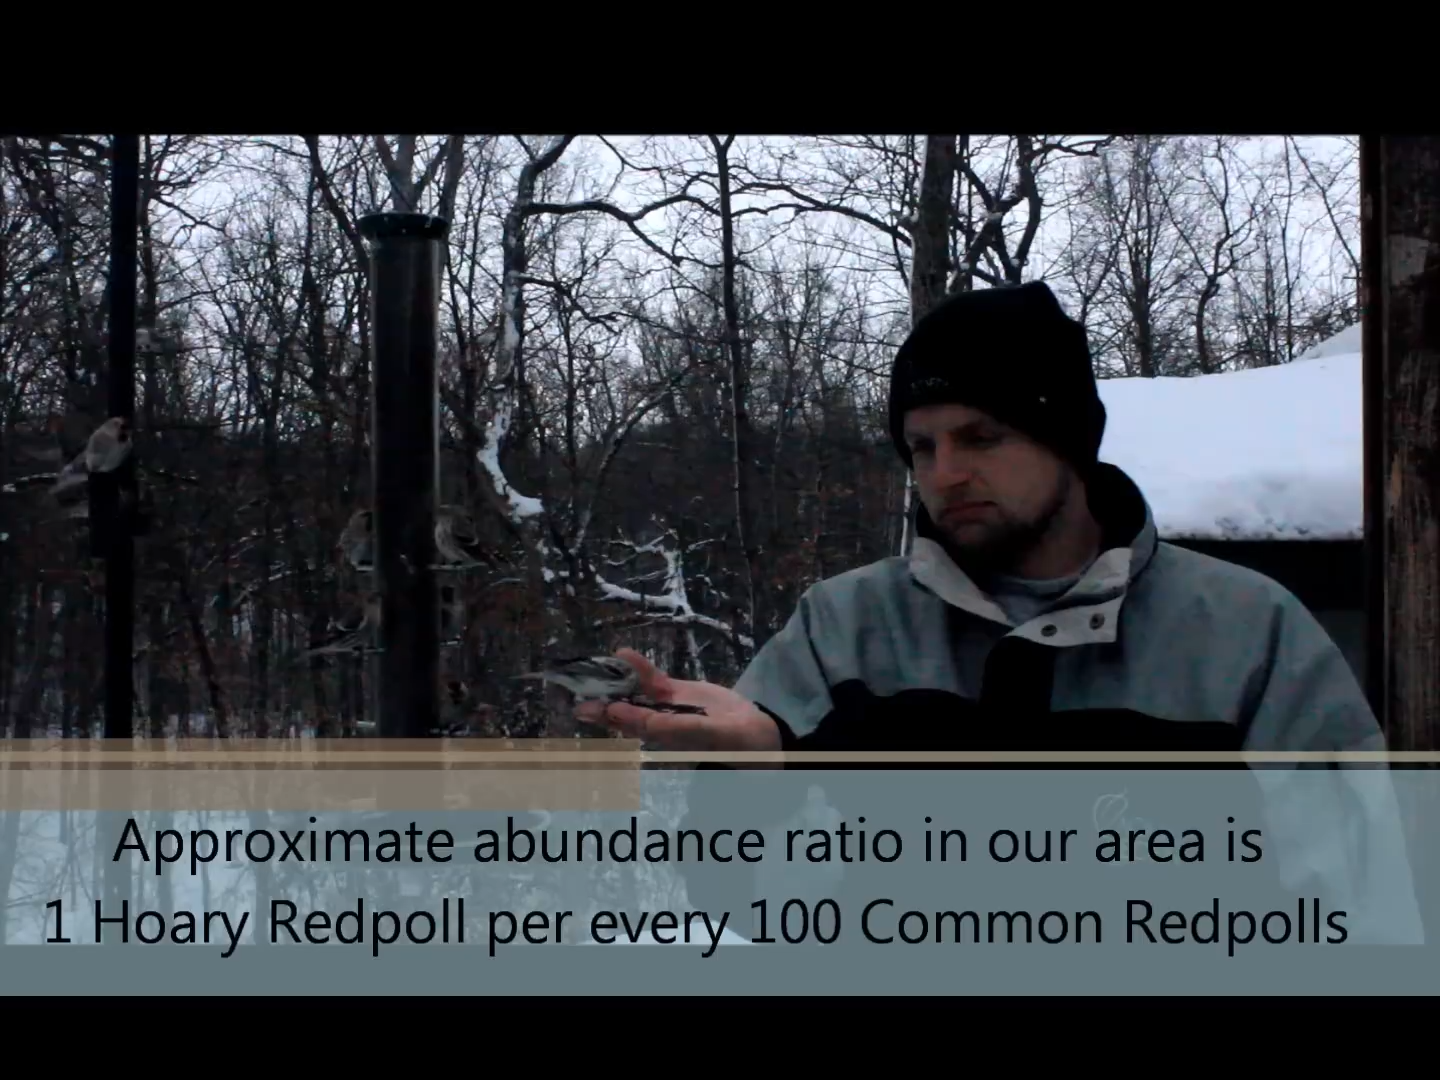 Approximate abundance ratio in our area is
1 Hoary Redpoll per every 100 Common Redpolls